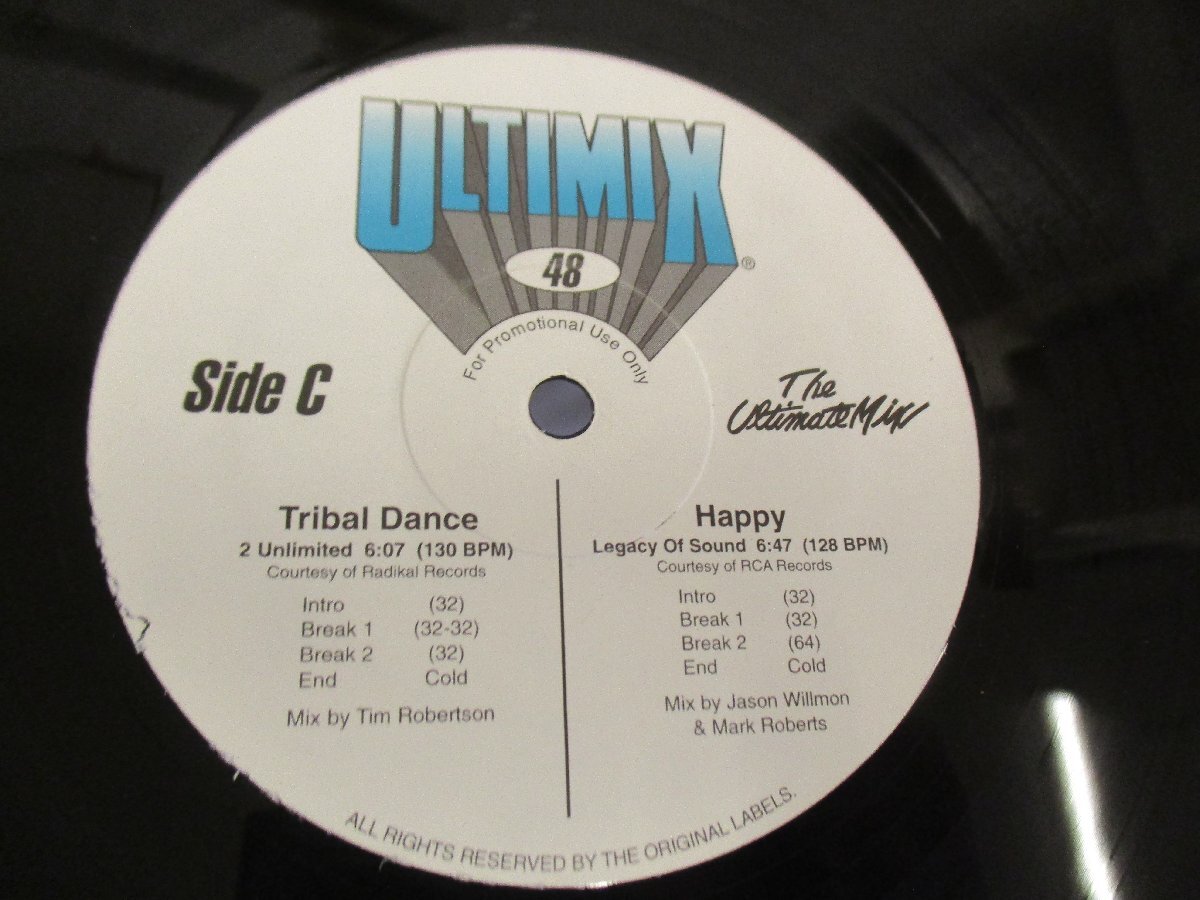 ULTIMIX ®
48
For Promotional Use Only
Side C
The
Ultimate Mix
Tribal Dance
2 Unlimited 6:07 (130 BPM)
Courtesy of Radikal Records
Intro (32)
Break 1 (32-32)
Break 2 (32)
End Cold
Mix by Tim Robertson
Happy
Legacy Of Sound 6:47 (128 BPM)
Courtesy of RCA Records
Intro (32)
Break 1 (32)
Break 2 (64)
End Cold
Mix by Jason Willmon
& Mark Roberts
ALL RIGHTS RESERVED BY THE ORIGINAL LABELS.